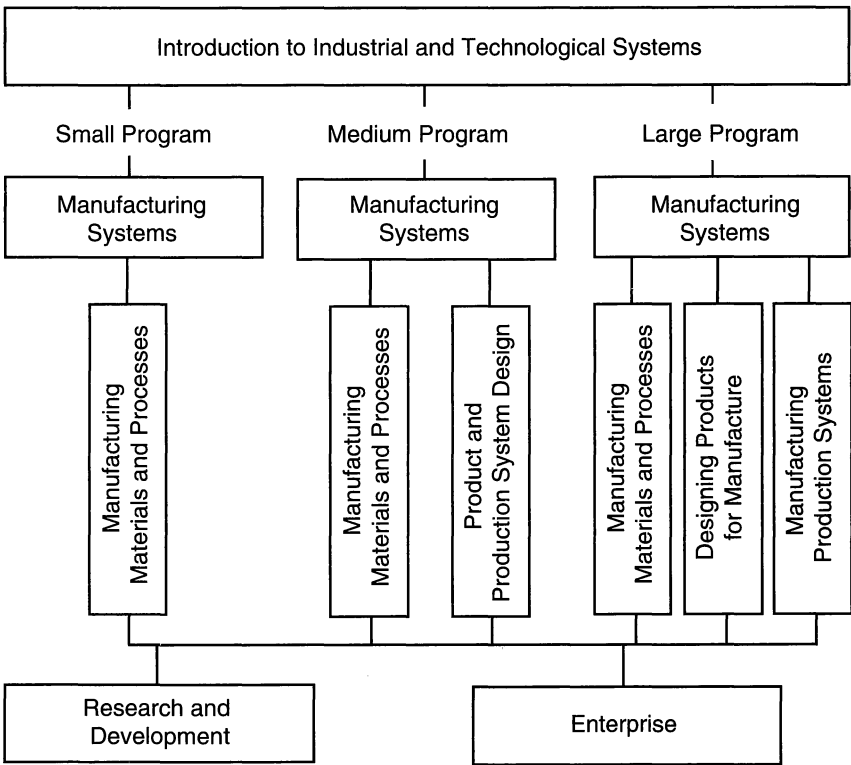 Introduction to Industrial and Technological Systems
Small Program
Medium Program
Large Program
Manufacturing
Systems
Manufacturing
Systems
Manufacturing
Systems
Manufacturing
Materials and Processes
Manufacturing
Materials and Processes
Product and
Production System Design
Manufacturing
Materials and Processes
Designing Products
for Manufacture
Manufacturing
Production Systems
Research and
Development
Enterprise